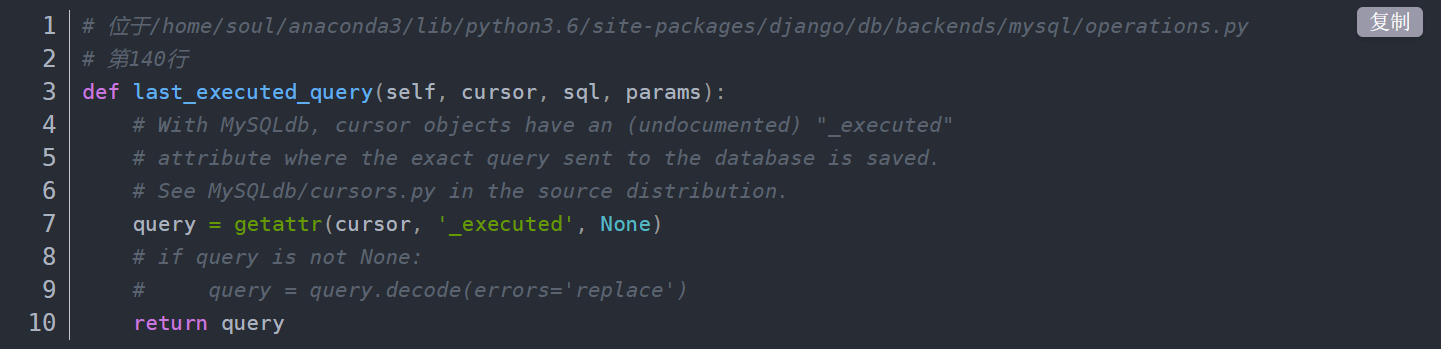 1 # 位于/home/soul/anaconda3/lib/python3.6/site-packages/django/db/backends/mysql/operations.py
复制
2 # 第140行
3 def last_executed_query(self, cursor, sql, params):
4     # With MySQLdb, cursor objects have an (undocumented) "_executed"
5     # attribute where the exact query sent to the database is saved.
6     # See MySQLdb/cursors.py in the source distribution.
7     query = getattr(cursor, '_executed', None)
8     # if query is not None:
9     #     query = query.decode(errors='replace')
10     return query